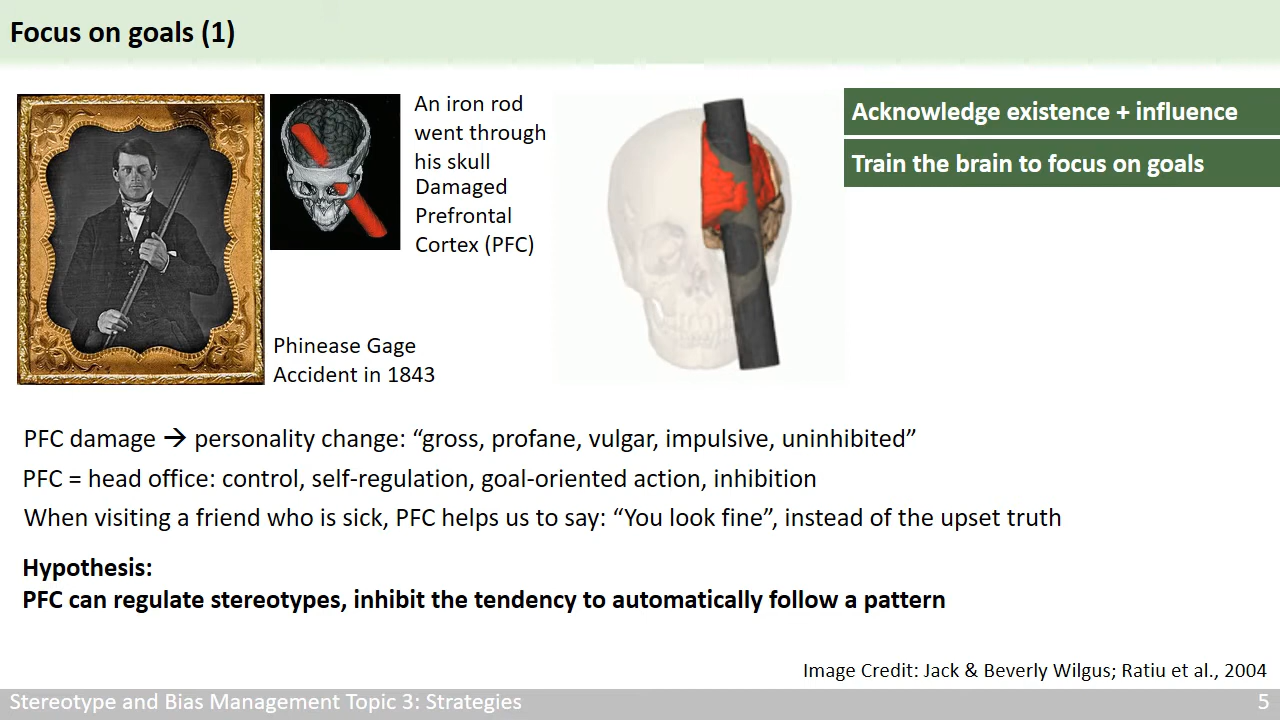 Focus on goals (1)
An iron rod
went through
his skull
Damaged
Prefrontal
Cortex (PFC)
Acknowledge existence + influence
Train the brain to focus on goals
Phinease Gage
Accident in 1843
PFC damage → personality change: “gross, profane, vulgar, impulsive, uninhibited”
PFC = head office: control, self-regulation, goal-oriented action, inhibition
When visiting a friend who is sick, PFC helps us to say: “You look fine”, instead of the upset truth
Hypothesis:
PFC can regulate stereotypes, inhibit the tendency to automatically follow a pattern
Image Credit: Jack & Beverly Wilgus; Ratiu et al., 2004
Stereotype and Bias Management Topic 3: Strategies
5